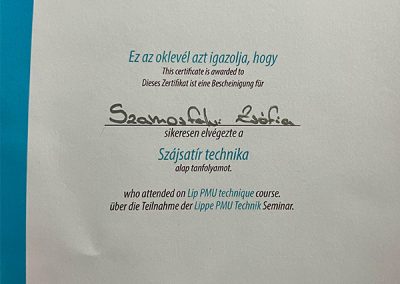 Ez az oklevél azt igazolja, hogy
This certificate is awarded to
Dieses Zertifikat ist eine Bescheinigung für
Szamosfalvi Zsófia
sikeresen elvégezte a
Szájsatír technika
alap tanfolyamot.
who attended on Lip PMU technique course.
über die Teilnahme der Lippe PMU Technik Seminar.